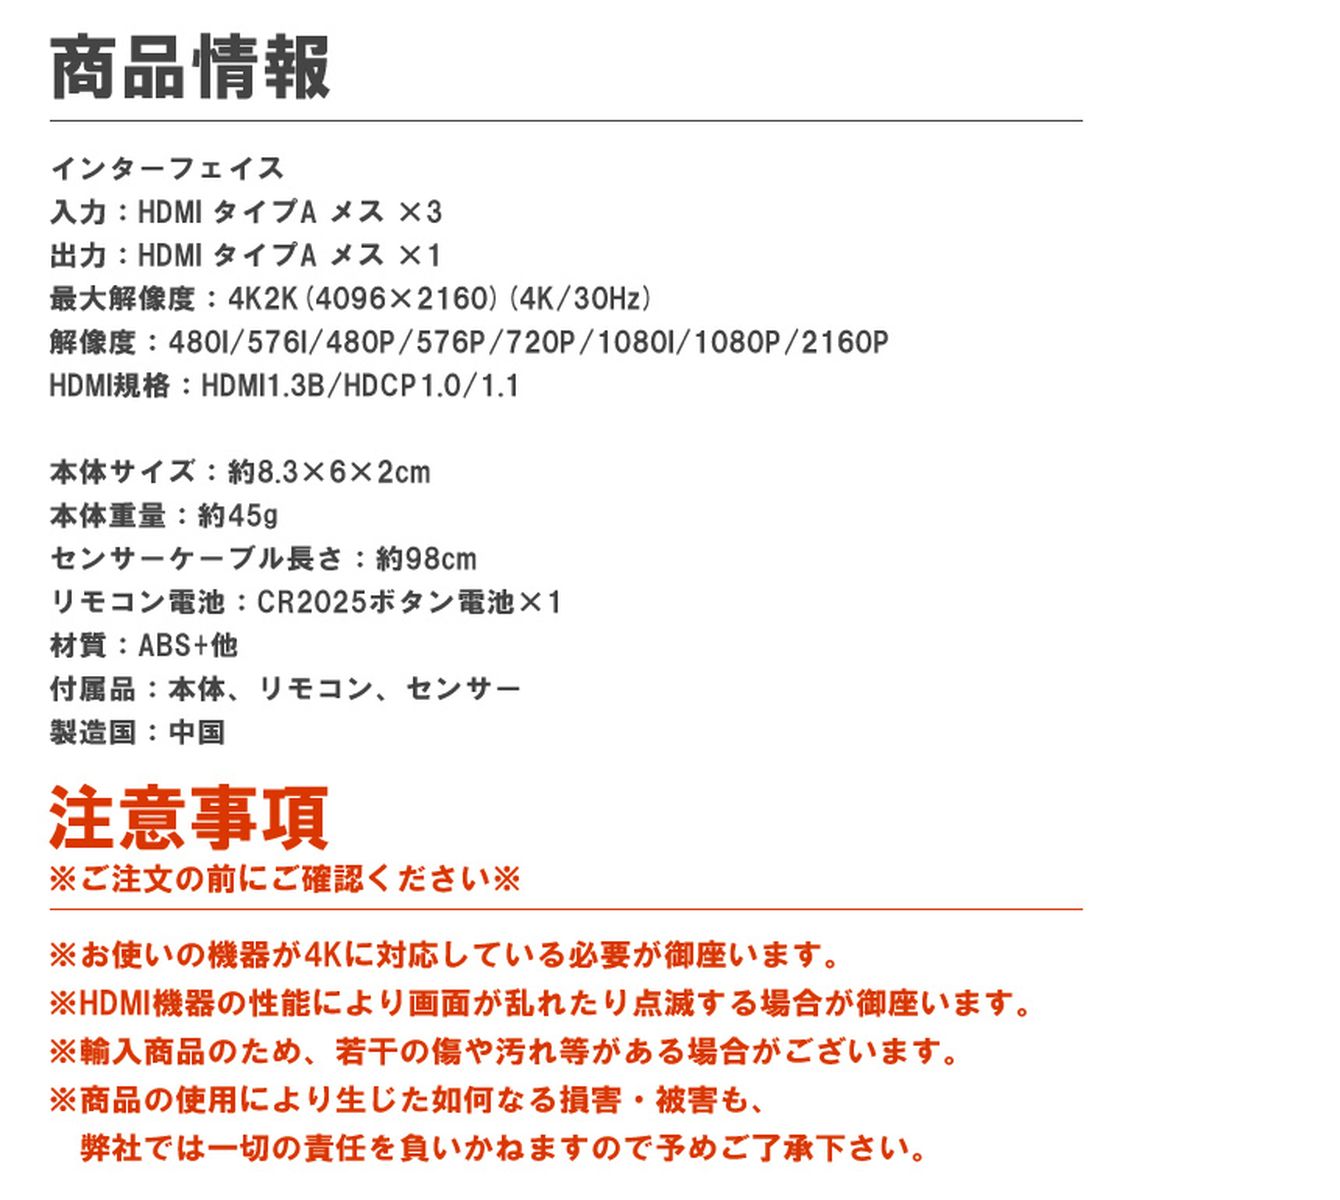 商品情報
インターフェイス
入力：HDMI タイプA メス ×3
出力：HDMI タイプA メス ×1
最大解像度：4K2K(4096×2160)(4K/30Hz)
解像度：480I/576I/480P/576P/720P/1080I/1080P/2160P
HDMI規格：HDMI1.3B/HDCP1.0/1.1
本体サイズ：約8.3×6×2cm
本体重量：約45g
センサーケーブル長さ：約98cm
リモコン電池：CR2025ボタン電池×1
材質：ABS+他
付属品：本体、リモコン、センサー
製造国：中国
注意事項
※ご注文の前にご確認ください※
※お使いの機器が4Kに対応している必要が御座います。
※HDMI機器の性能により画面が乱れたり点滅する場合が御座います。
※輸入商品のため、若干の傷や汚れ等がある場合がございます。
※商品の使用により生じた如何なる損害・被害も、
弊社では一切の責任を負いかねますので予めご了承下さい。